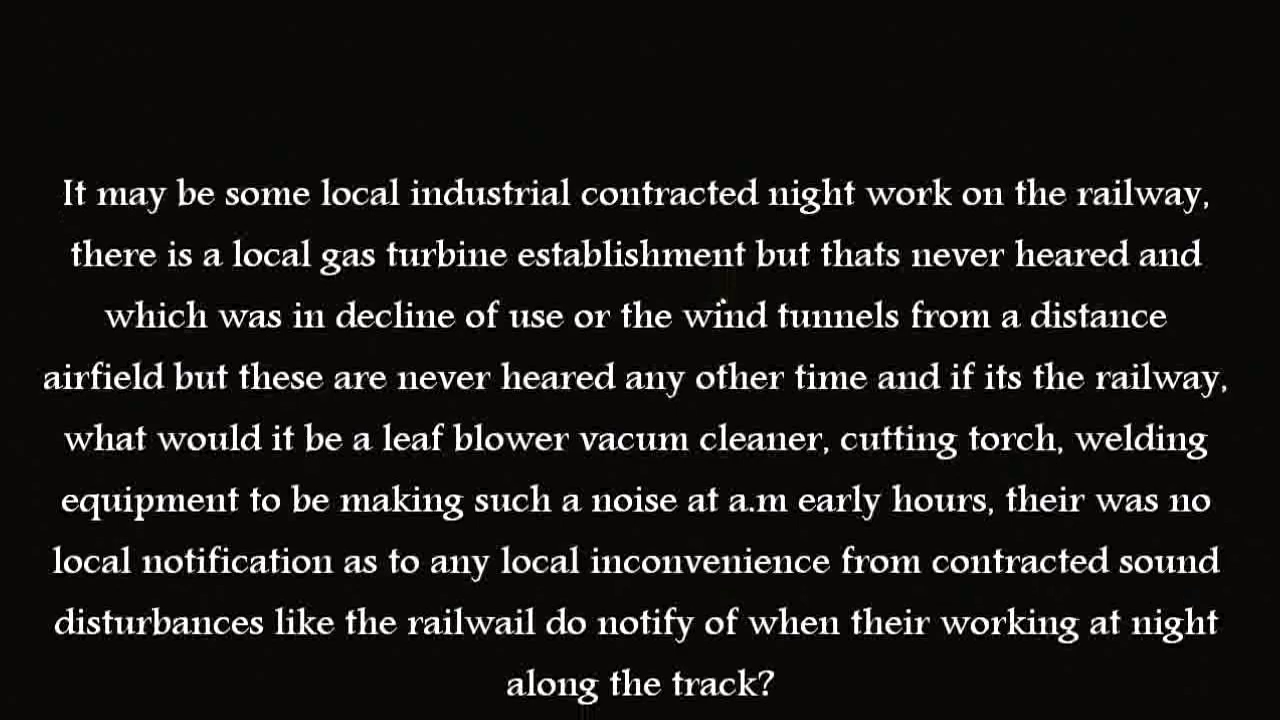 It may be some local industrial contracted night work on the railway,
there is a local gas turbine establishment but thats never heared and
which was in decline of use or the wind tunnels from a distance
airfield but these are never heared any other time and if its the railway,
what would it be a leaf blower vacum cleaner, cutting torch, welding
equipment to be making such a noise at a.m early hours, their was no
local notification as to any local inconvenience from contracted sound
disturbances like the railwail do notify of when their working at night
along the track?